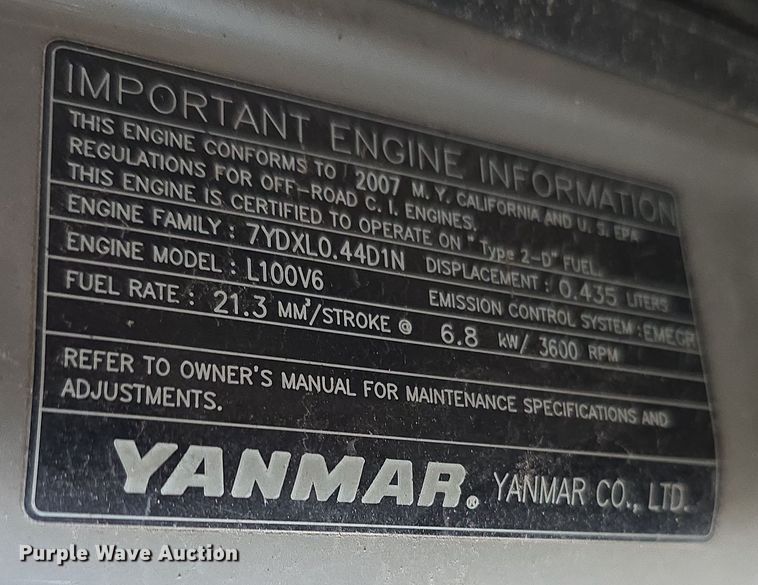 IMPORTANT ENGINE INFORMATION
THIS ENGINE CONFORMS TO 2007 M.Y. CALIFORNIA AND U.S. EPA
REGULATIONS FOR OFF-ROAD C.I. ENGINES.
THIS ENGINE IS CERTIFIED TO OPERATE ON "Type 2-D" FUEL.
ENGINE FAMILY : 7YDXL0.44D1N DISPLACEMENT : 0.435 LITERS
ENGINE MODEL : L100V6 EMISSION CONTROL SYSTEM : EMEGR
FUEL RATE : 21.3 MM³/STROKE @ 6.8 kW/ 3600 RPM
REFER TO OWNER'S MANUAL FOR MAINTENANCE SPECIFICATIONS AND
ADJUSTMENTS.
YANMAR® YANMAR CO., LTD.
Purple Wave Auction